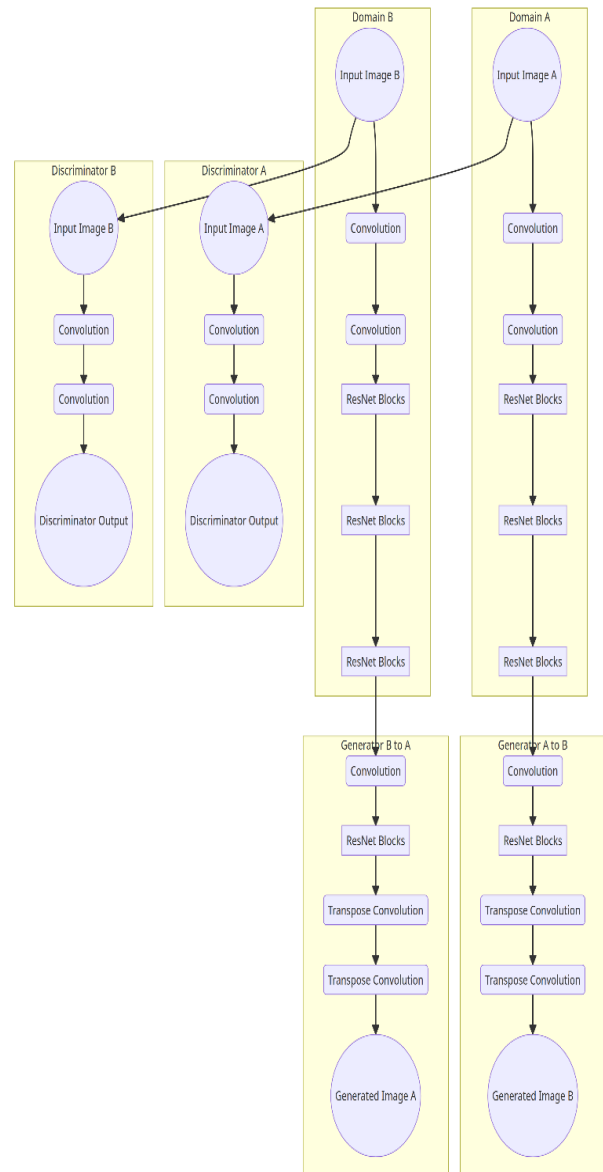 Domain B
Domain A
Input Image B
Input Image A
Discriminator B
Discriminator A
Input Image B
Input Image A
Convolution
Convolution
Convolution
Convolution
Convolution
Convolution
Convolution
Convolution
ResNet Blocks
ResNet Blocks
Discriminator Output
Discriminator Output
ResNet Blocks
ResNet Blocks
ResNet Blocks
ResNet Blocks
Generator B to A
Generator A to B
Convolution
Convolution
ResNet Blocks
ResNet Blocks
Transpose Convolution
Transpose Convolution
Transpose Convolution
Transpose Convolution
Generated Image A
Generated Image B